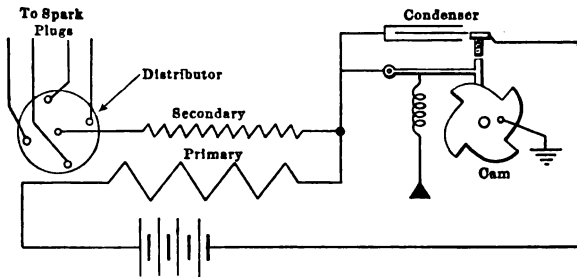 To Spark
Plugs
Distributor
Condenser
Secondary
Primary
Cam